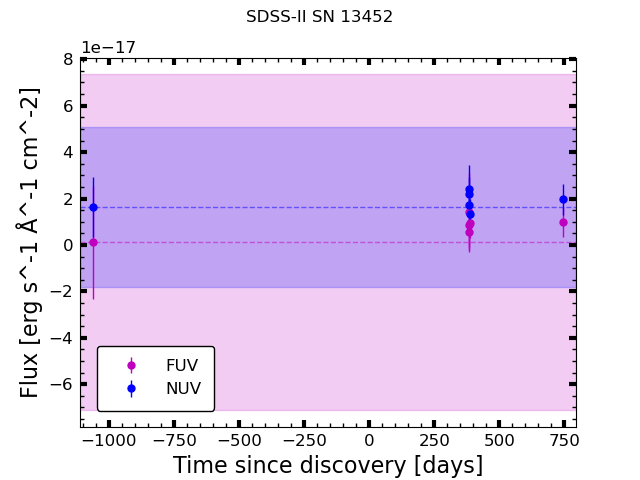 SDSS-II SN 13452
1e−17
8
6
4
2
0
−2
−4
−6
Flux [erg s^-1 Å^-1 cm^-2]
FUV
NUV
−1000 −750 −500 −250 0 250 500 750
Time since discovery [days]